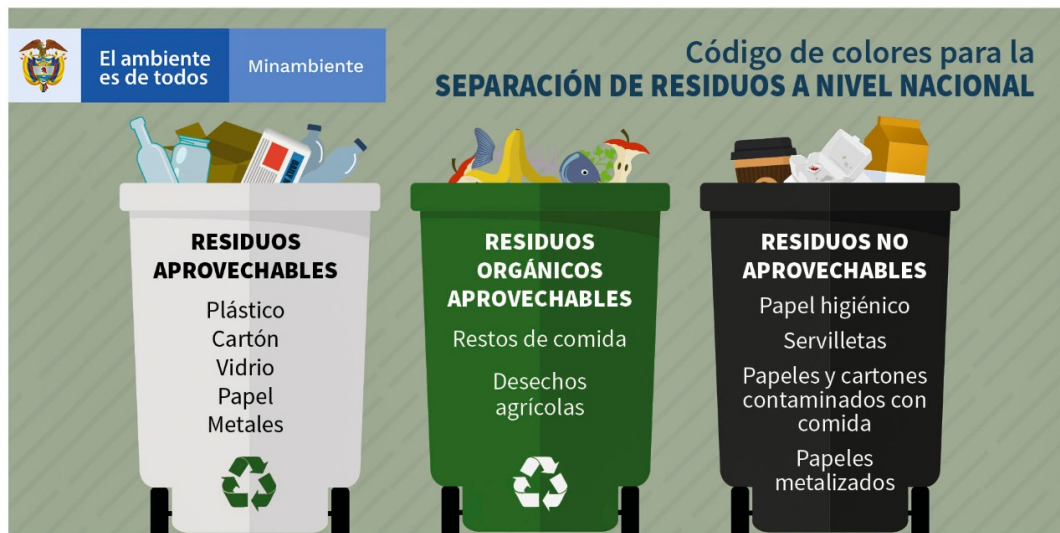 El ambiente
es de todos
Minambiente
Código de colores para la
SEPARACIÓN DE RESIDUOS A NIVEL NACIONAL
RESIDUOS
APROVECHABLES
Plástico
Cartón
Vidrio
Papel
Metales
RESIDUOS
ORGÁNICOS
APROVECHABLES
Restos de comida
Desechos
agrícolas
RESIDUOS NO
APROVECHABLES
Papel higiénico
Servilletas
Papeles y cartones
contaminados con
comida
Papeles
metalizados